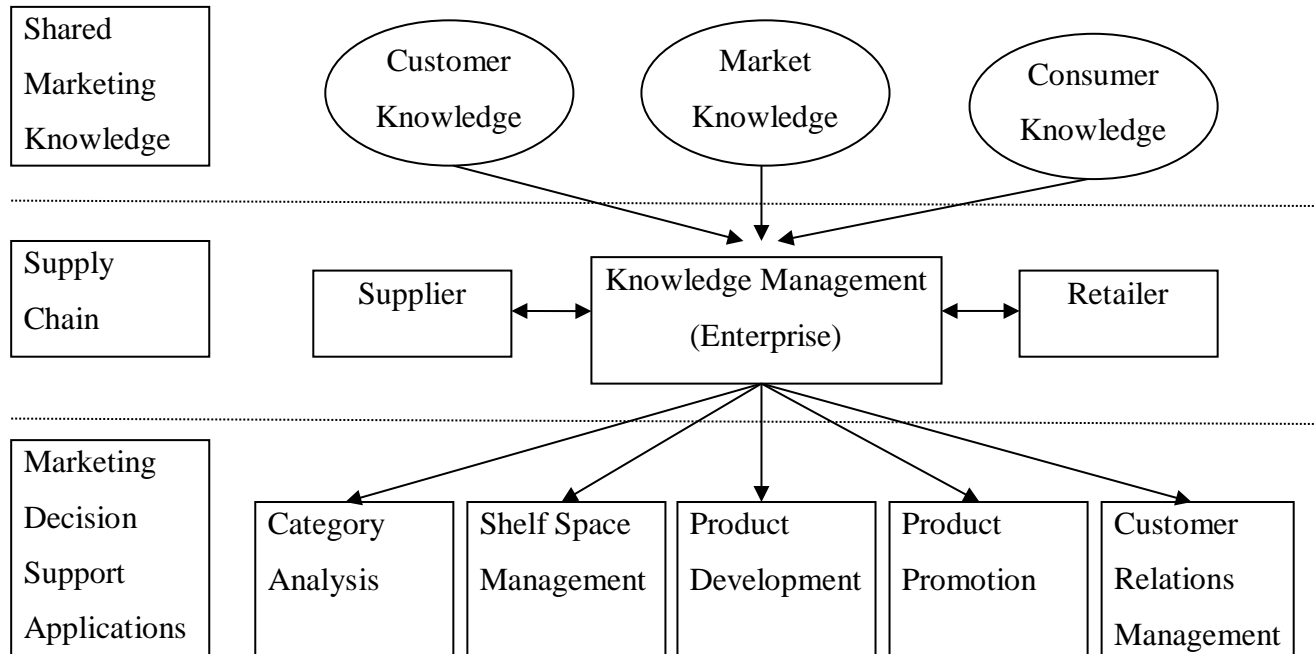 Shared
Marketing
Knowledge
Customer
Knowledge
Market
Knowledge
Consumer
Knowledge
Supply
Chain
Supplier
Knowledge Management
(Enterprise)
Retailer
Marketing
Decision
Support
Applications
Category
Analysis
Shelf Space
Management
Product
Development
Product
Promotion
Customer
Relations
Management